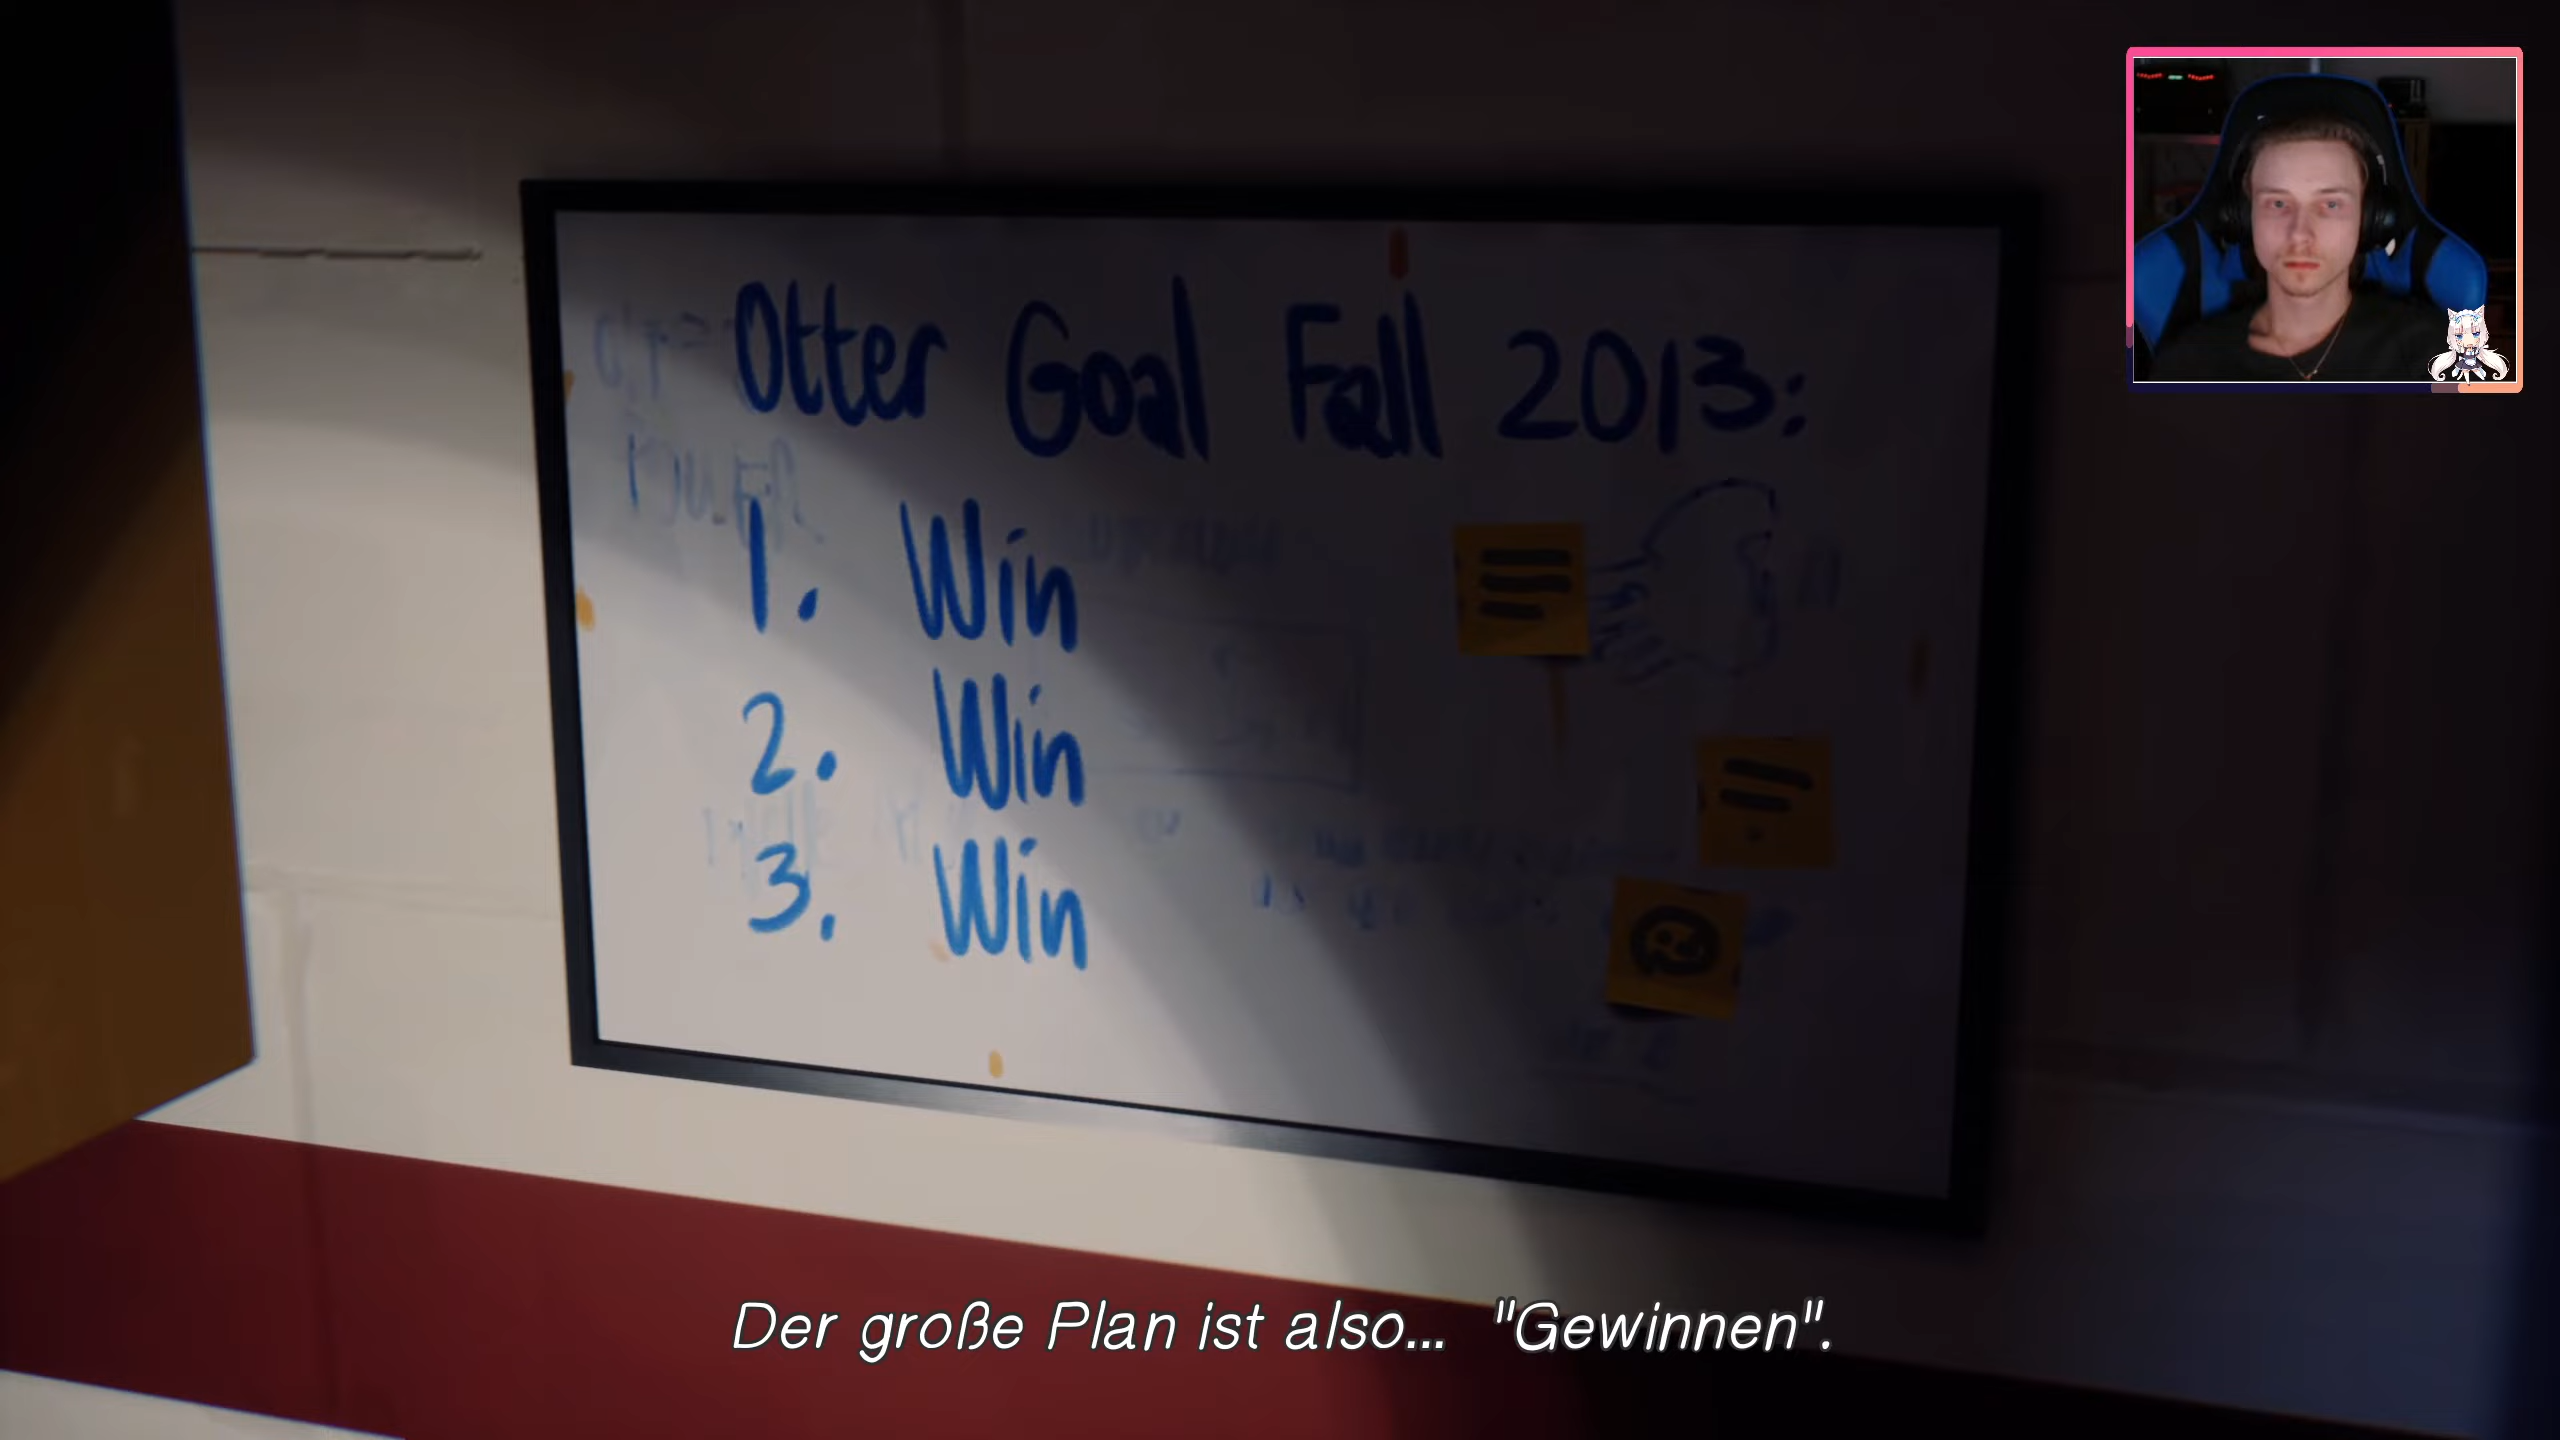 Otter Goal Fall 2013:
1. Win
2. Win
3. Win
Der große Plan ist also... "Gewinnen".